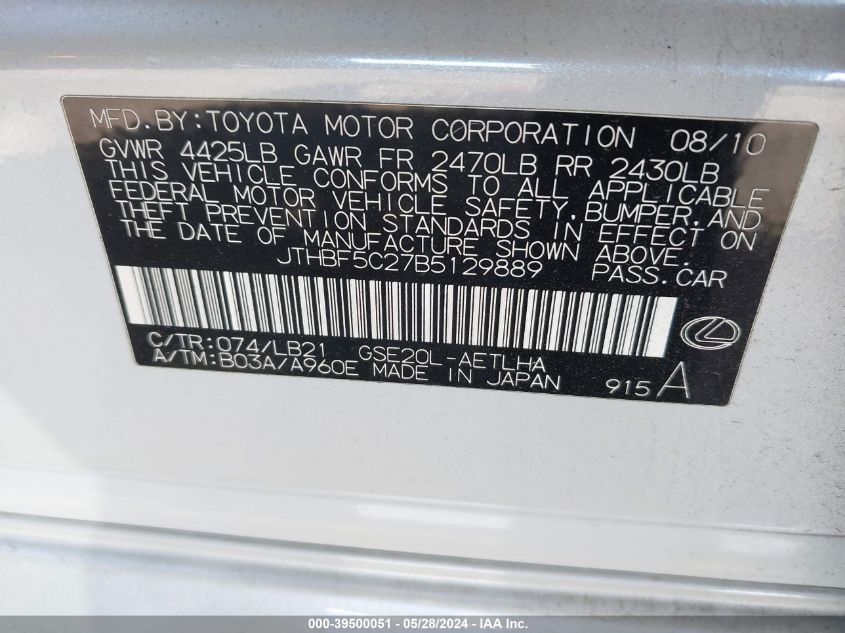 MFD.BY:TOYOTA MOTOR CORPORATION 08/10
GVWR 4425LB GAWR FR 2470LB RR 2430LB
THIS VEHICLE CONFORMS TO ALL APPLICABLE
FEDERAL MOTOR VEHICLE SAFETY,BUMPER,AND
THEFT PREVENTION STANDARDS IN EFFECT ON
THE DATE OF MANUFACTURE SHOWN ABOVE.
JTHBF5C27B5129889 PASS.CAR
C/TR:074/LB21 GSE20L-AETLHA
A/TM:B03A/A960E MADE IN JAPAN 915A
000-39500051 - 05/28/2024 - IAAI, Inc.